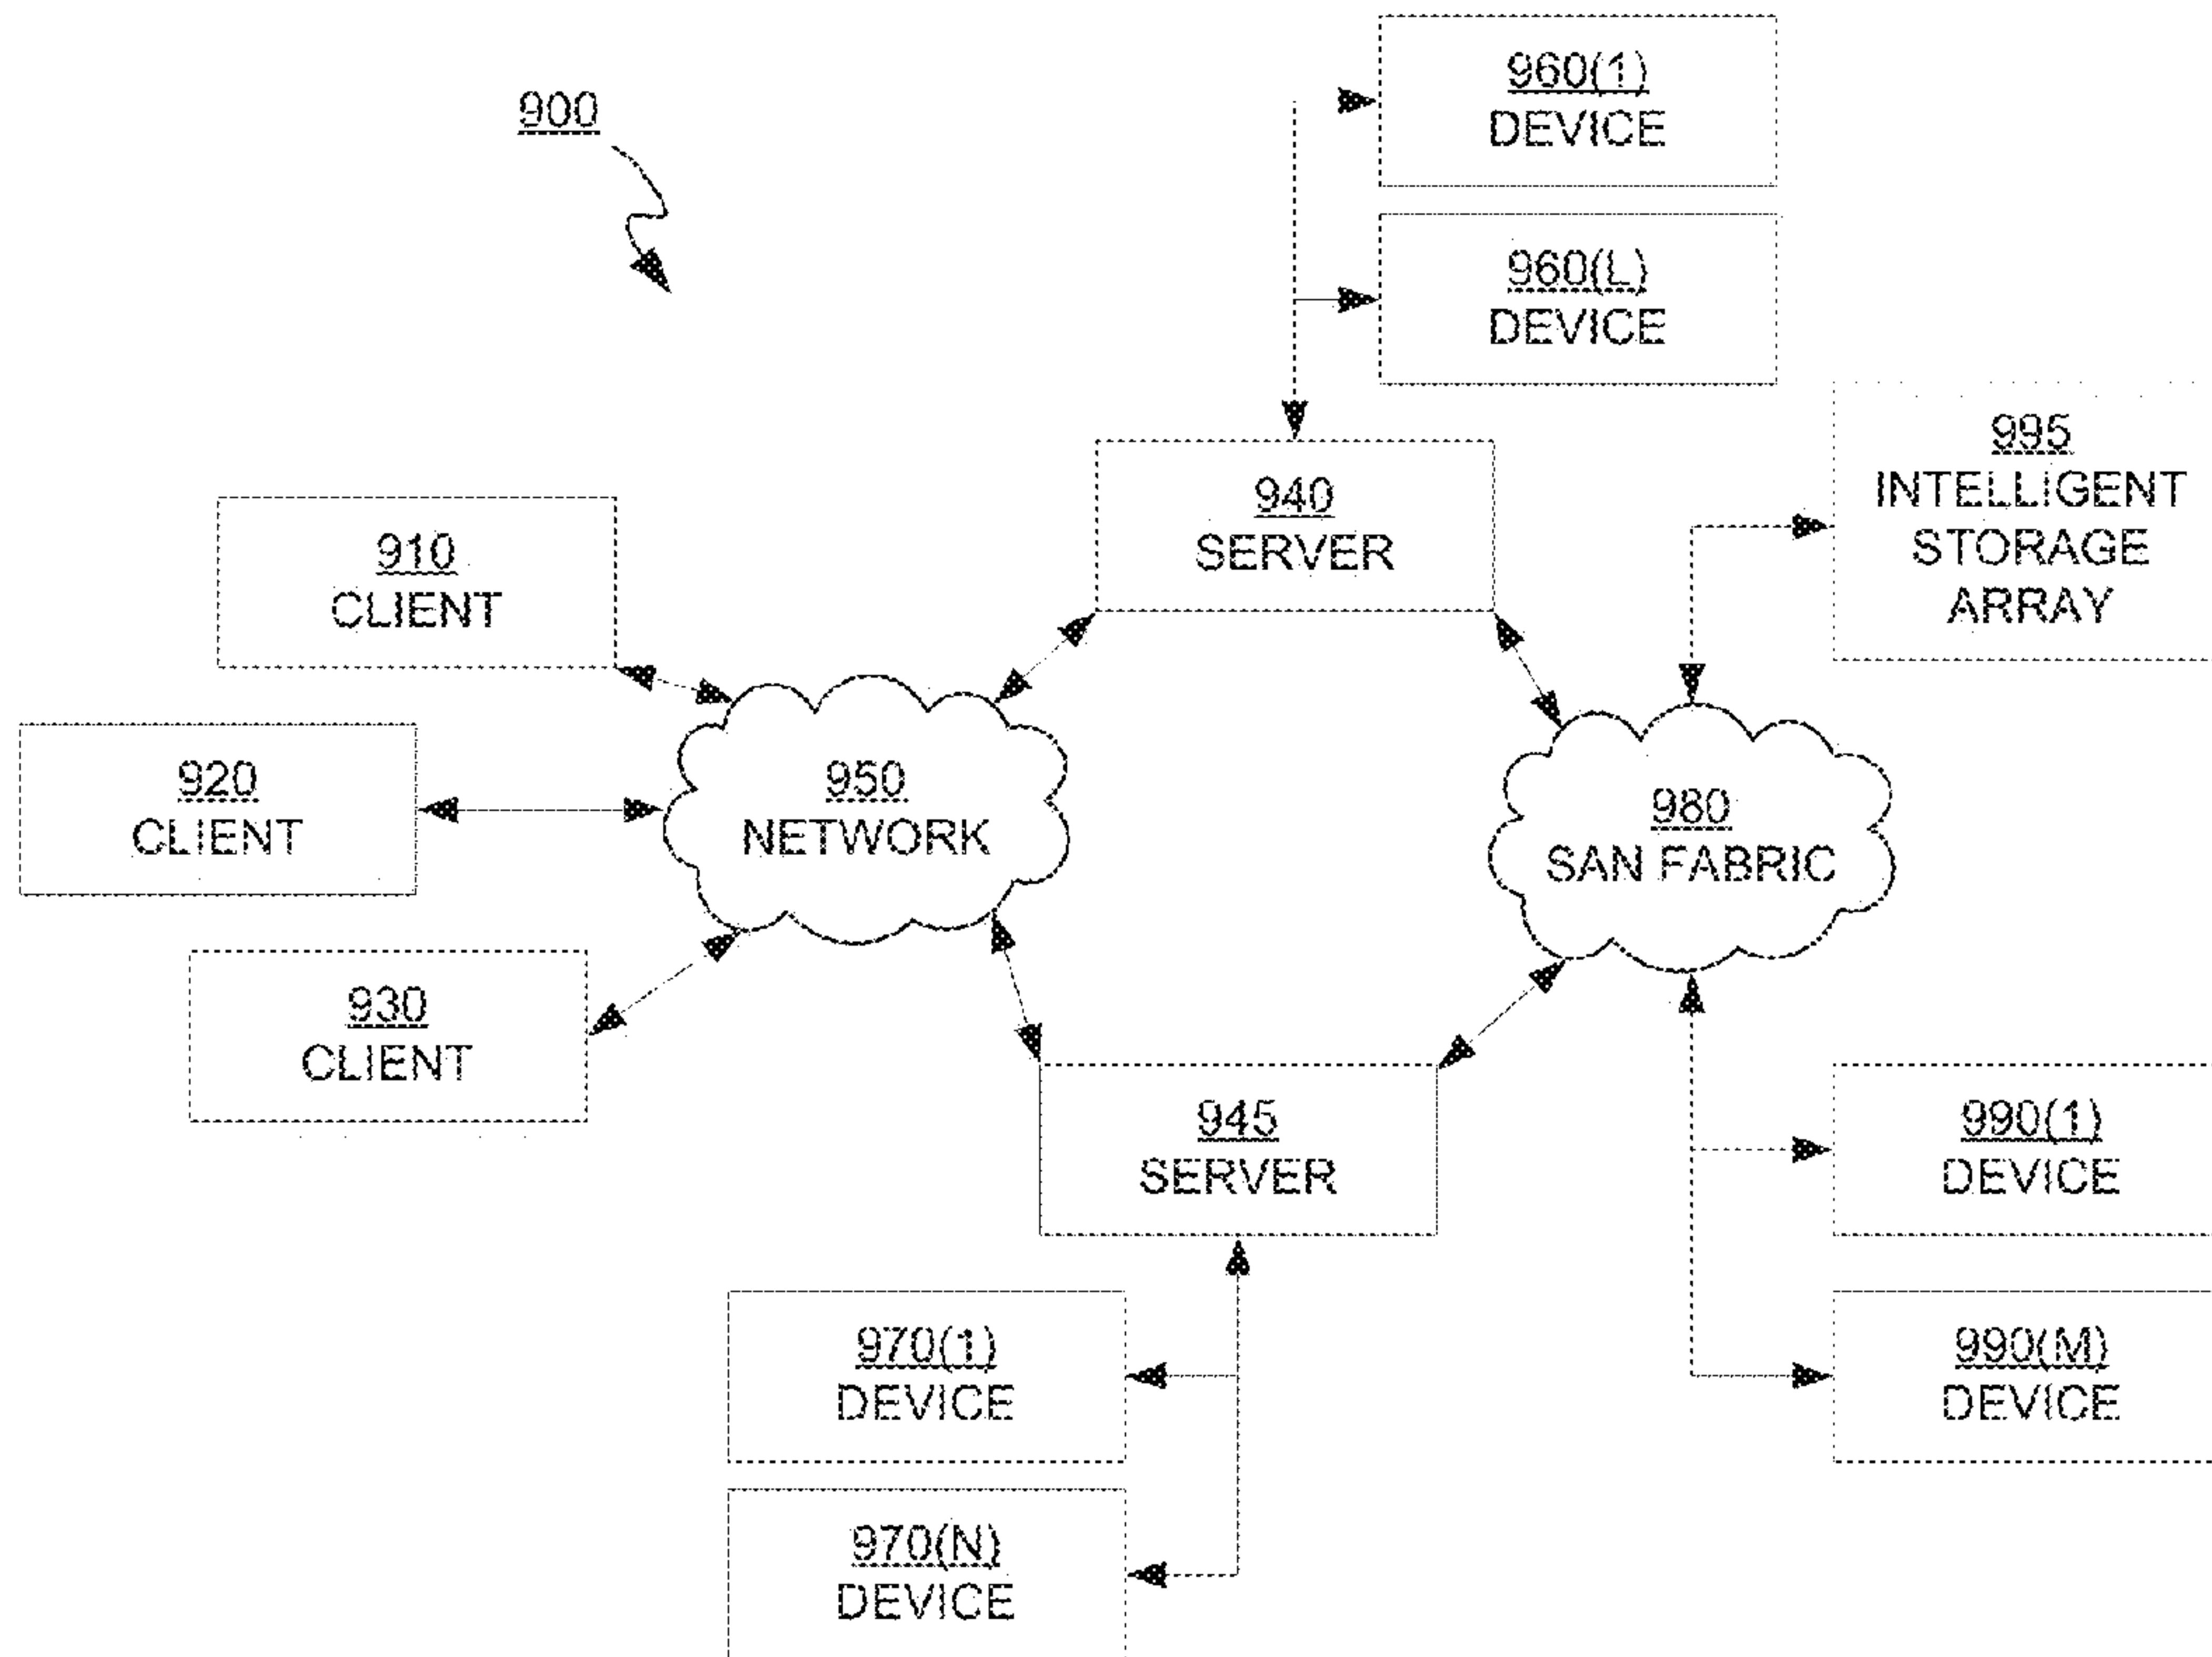 900
960(1)
DEVICE
960(L)
DEVICE
995
INTELLIGENT
STORAGE
ARRAY
940
SERVER
910
CLIENT
920
CLIENT
950
NETWORK
980
SAN FABRIC
930
CLIENT
945
SERVER
990(1)
DEVICE
970(1)
DEVICE
990(M)
DEVICE
970(N)
DEVICE